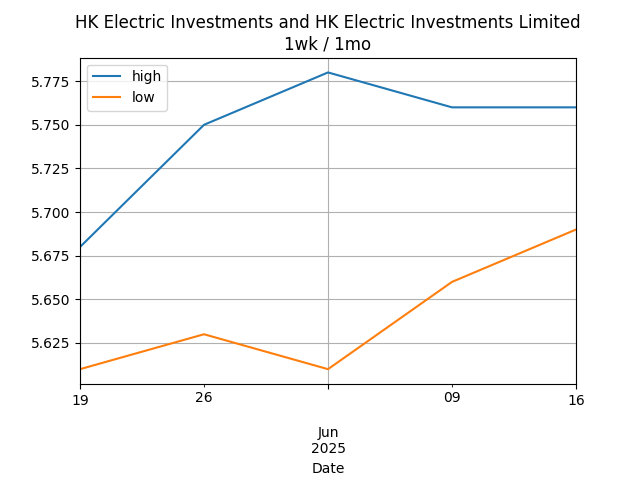 HK Electric Investments and HK Electric Investments Limited
1wk / 1mo
high
low
5.775
5.750
5.725
5.700
5.675
5.650
5.625
19
26
09
16
Jun
2025
Date